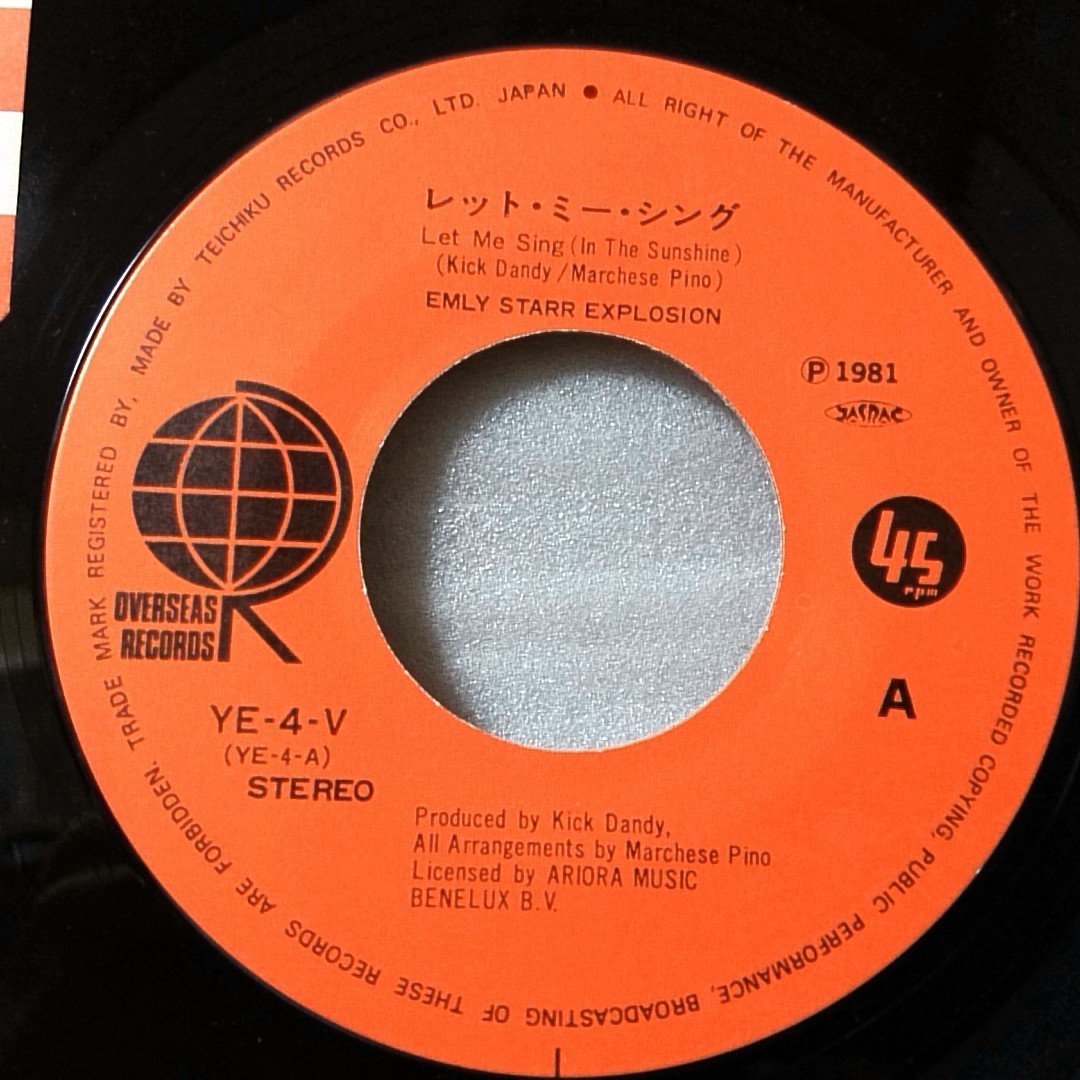 レット・ミー・シング
Let Me Sing (In The Sunshine)
(Kick Dandy/Marchese Pino)
EMLY STARR EXPLOSION
Ⓟ 1981
JASRAC
45
rpm
A
OVERSEAS
RECORDS
R
YE-4-V
(YE-4-A)
STEREO
Produced by Kick Dandy,
All Arrangements by Marchese Pino
Licensed by ARIORA MUSIC
BENELUX B.V.
ALL RIGHT OF THE MANUFACTURER AND OWNER OF THE WORK RECORDED COPYING, PUBLIC PERFORMANCE, BROADCASTING OF THESE RECORDS ARE FORBIDDEN, TRADE MARK REGISTERED BY, MADE BY TEICHIKU RECORDS CO., LTD. JAPAN ●